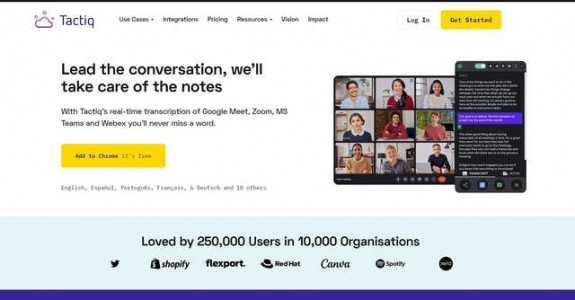 Tactiq
Use Cases Integrations Pricing Resources Vision Impact
Log In
Get Started
Lead the conversation, we'll
take care of the notes
With Tactiq's real-time transcription of Google Meet, Zoom, MS
Teams and Webex you'll never miss a word.
Add to Chrome it's free
English, Español, Português, Français, & Deutsch and 19 others
TRANSCRIPT
Loved by 250,000 Users in 10,000 Organisations
shopify
flexport.
Red Hat
Canva
Spotify